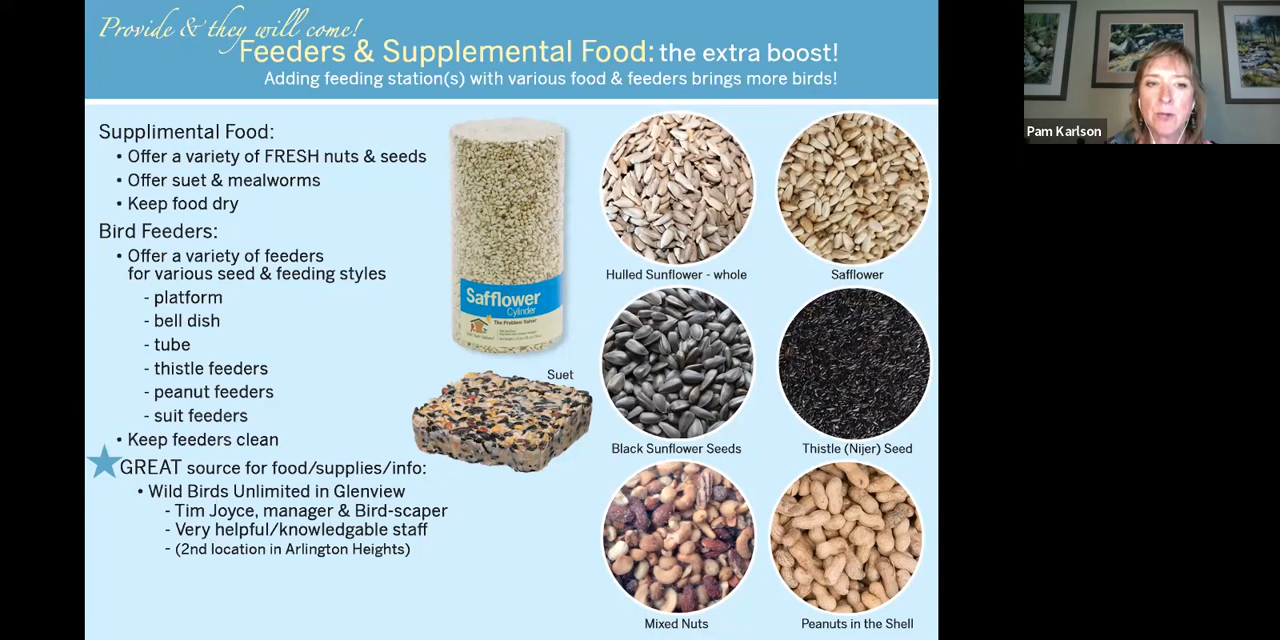 Provide & they will come!
Feeders & Supplemental Food: the extra boost!
Adding feeding station(s) with various food & feeders brings more birds!
Supplimental Food:
• Offer a variety of FRESH nuts & seeds
• Offer suet & mealworms
• Keep food dry
Bird Feeders:
• Offer a variety of feeders
for various seed & feeding styles
- platform
- bell dish
- tube
- thistle feeders
- peanut feeders
- suit feeders
• Keep feeders clean
GREAT source for food/supplies/info:
• Wild Birds Unlimited in Glenview
- Tim Joyce, manager & Bird-scaper
- Very helpful/knowledgable staff
- (2nd location in Arlington Heights)
Safflower
Cylinder
The Problem Solver
Suet
Hulled Sunflower - whole
Safflower
Black Sunflower Seeds
Thistle (Nijer) Seed
Mixed Nuts
Peanuts in the Shell
Pam Karlson